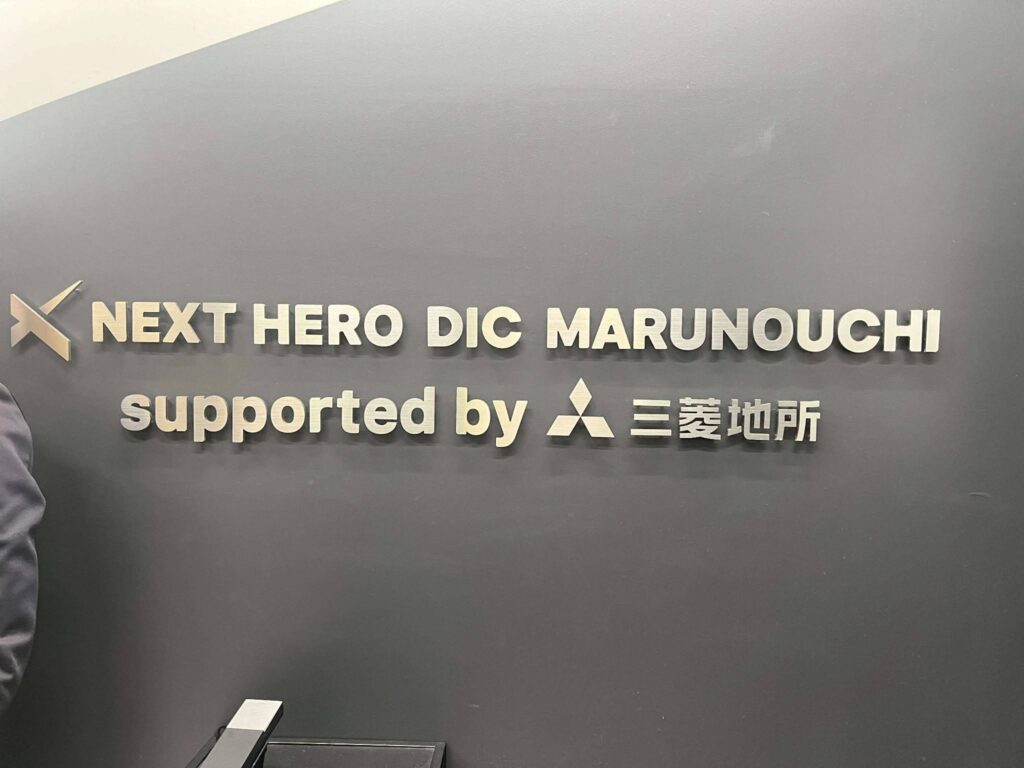 NEXT HERO DIC MARUNOUCHI
supported by 三菱地所